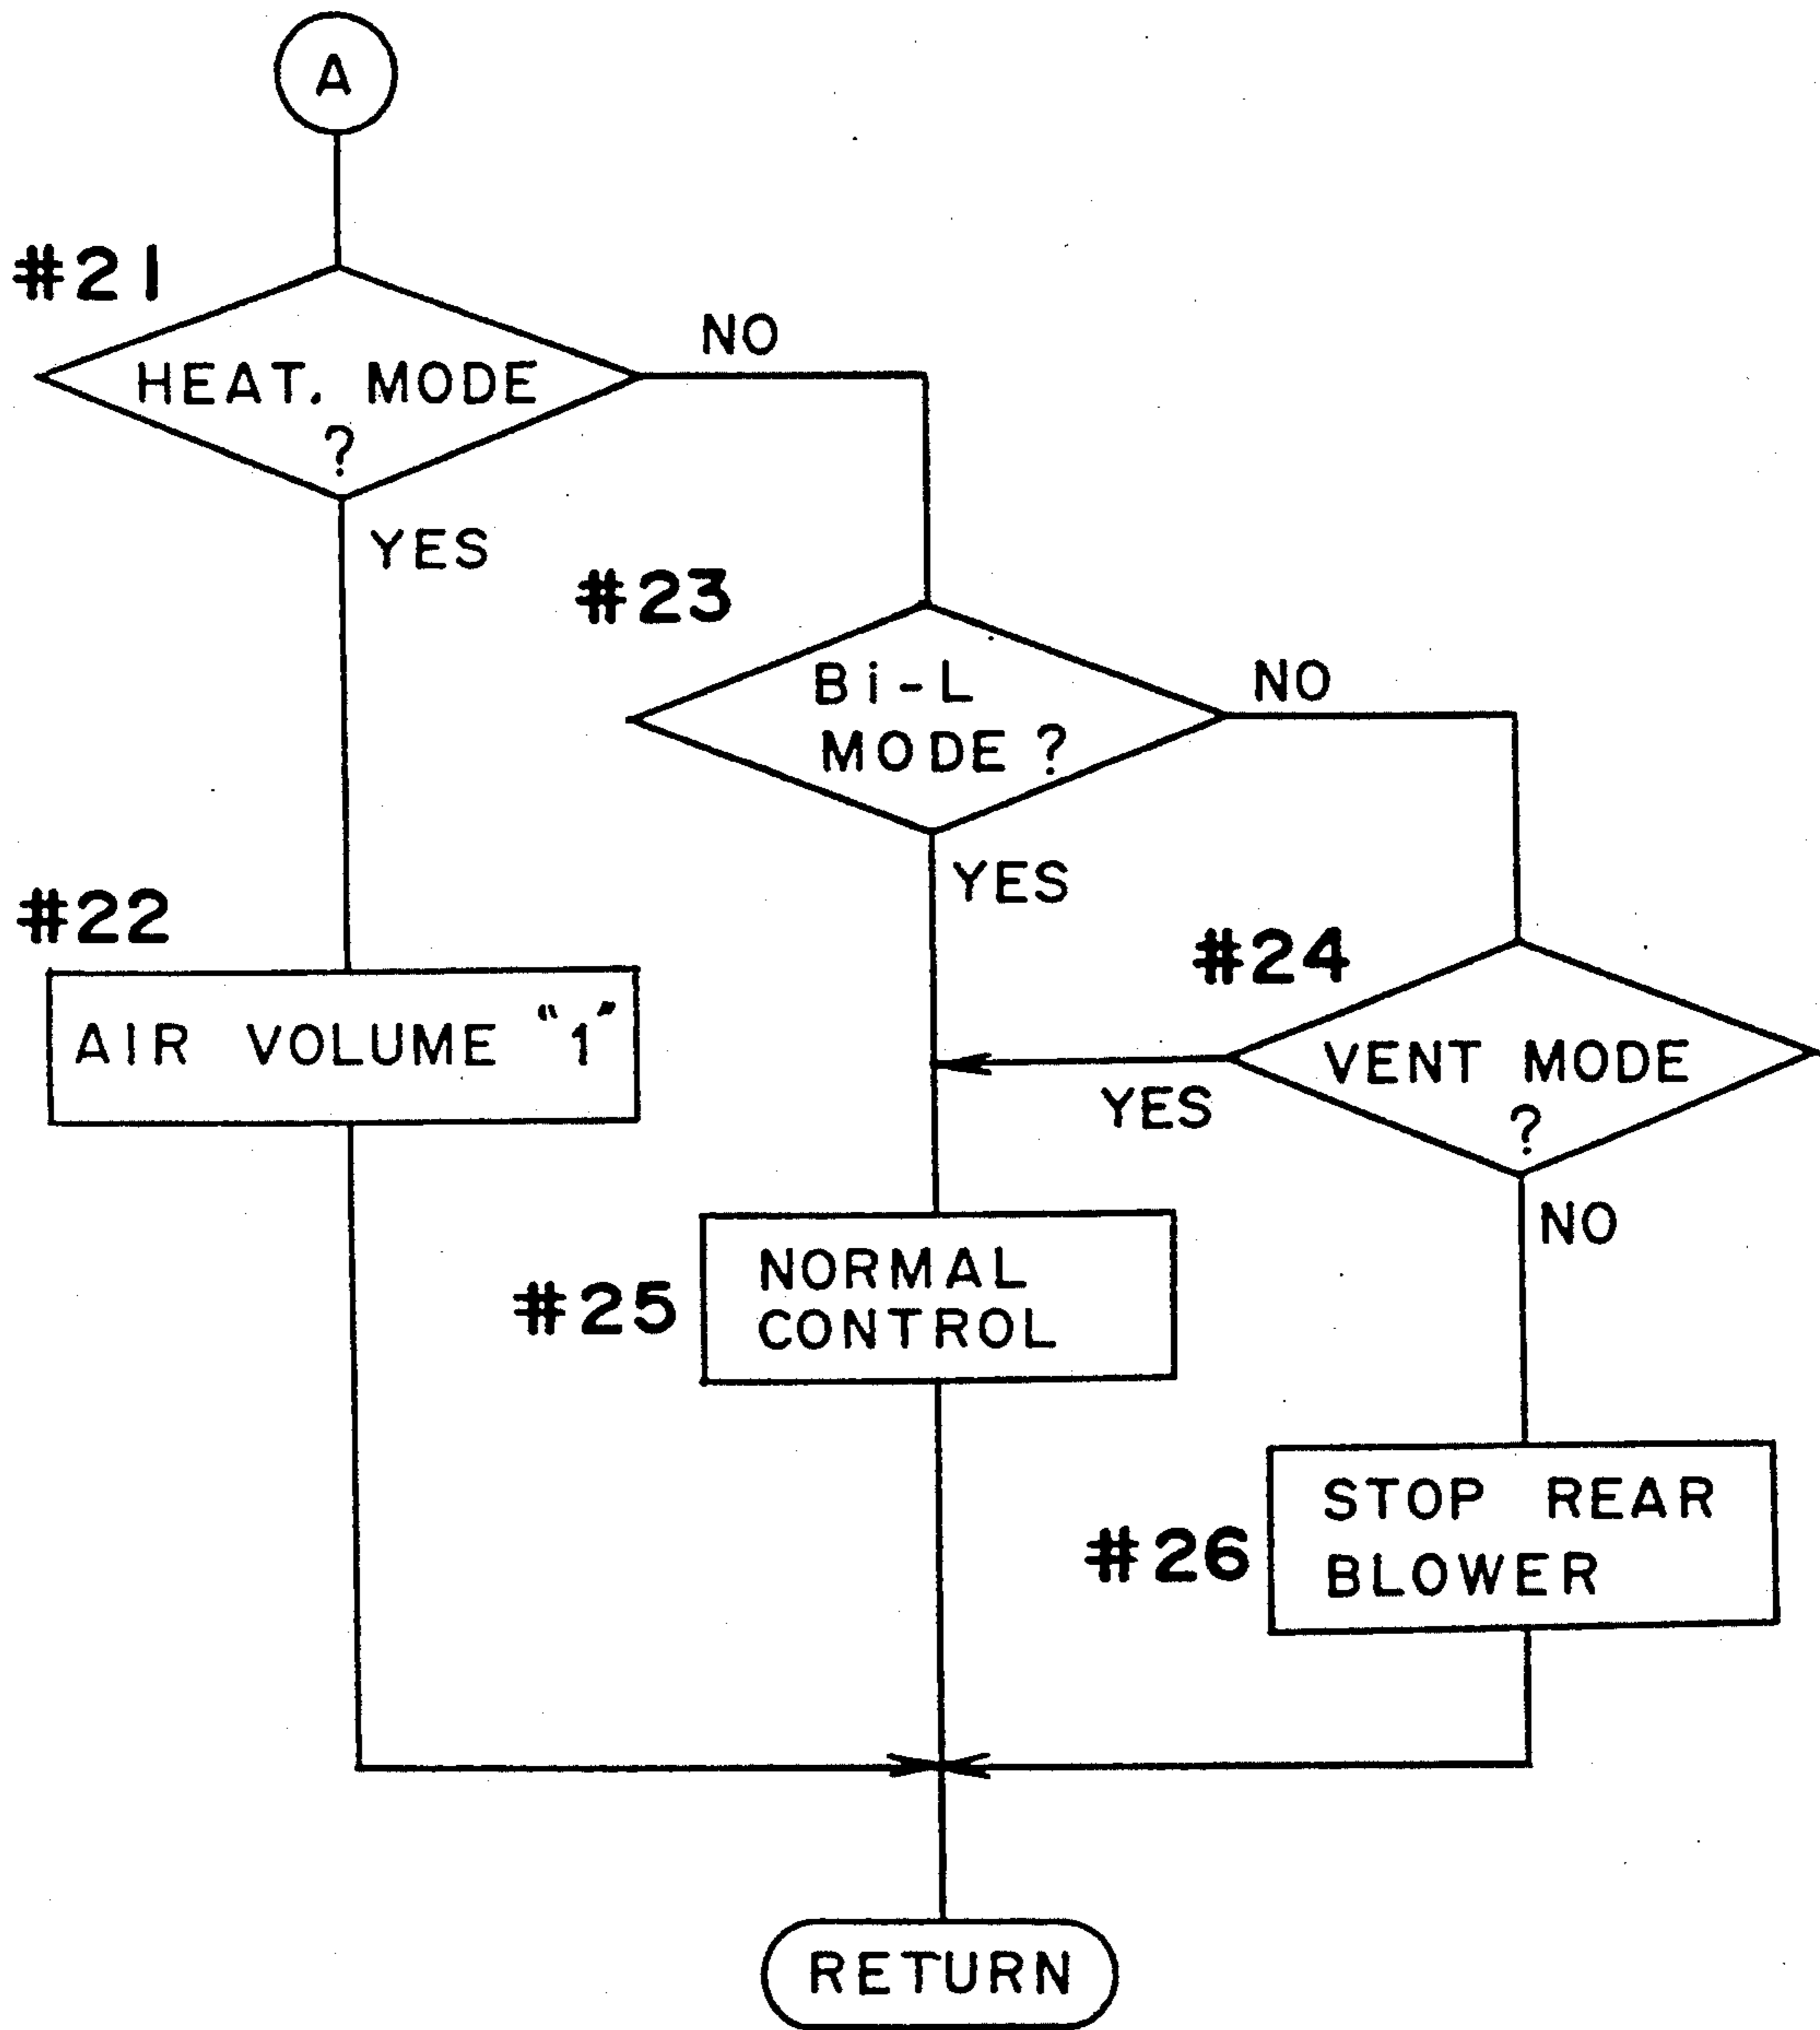 A
#21
HEAT. MODE
?
NO
YES
#23
Bi-L
MODE ?
NO
YES
#22
AIR VOLUME "1"
#24
VENT MODE
?
YES
NO
#25
NORMAL
CONTROL
#26
STOP REAR
BLOWER
RETURN